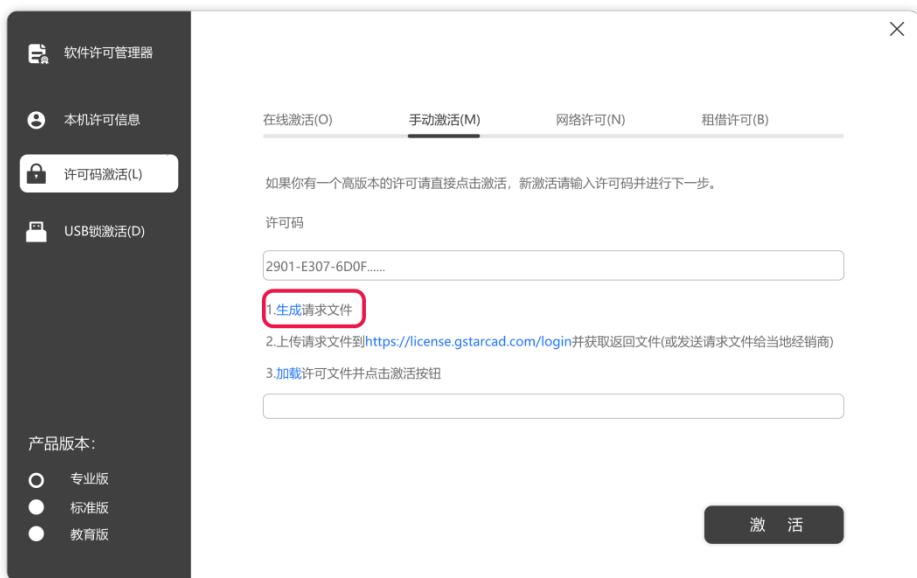 软件许可管理器
本机许可信息
许可码激活(L)
USB锁激活(D)
产品版本：
专业版
标准版
教育版
在线激活(O) 手动激活(M) 网络许可(N) 租借许可(B)
如果你有一个高版本的许可请直接点击激活，新激活请输入许可码并进行下一步。
许可码
2901-E307-6D0F......
1.生成请求文件
2.上传请求文件到https://license.gstarcad.com/login并获取返回文件(或发送请求文件给当地经销商)
3.加载许可文件并点击激活按钮
激 活